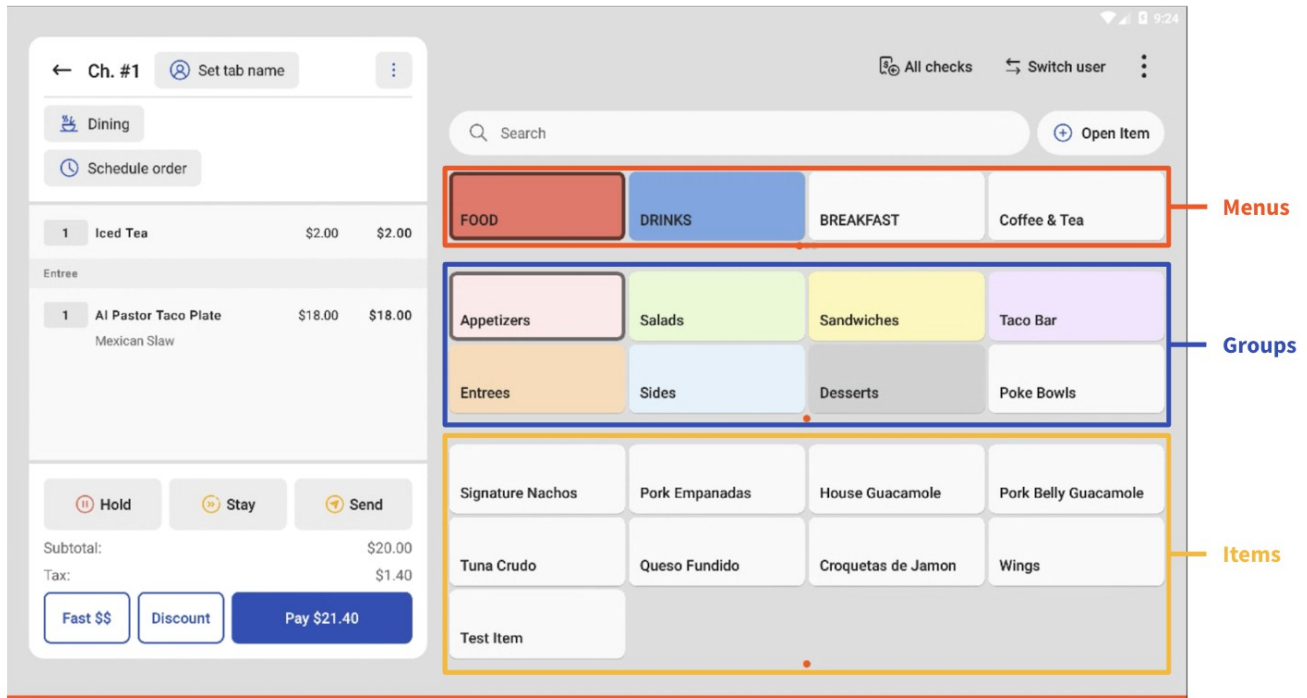 9:24
Ch. #1 Set tab name
All checks Switch user
Dining
Search Open Item
Schedule order
FOOD DRINKS BREAKFAST Coffee & Tea
Menus
1 Iced Tea $2.00 $2.00
Entree
1 Al Pastor Taco Plate $18.00 $18.00
Mexican Slaw
Appetizers Salads Sandwiches Taco Bar
Groups
Entrees Sides Desserts Poke Bowls
Signature Nachos Pork Empanadas House Guacamole Pork Belly Guacamole
Hold Stay Send
Subtotal: $20.00
Tax: $1.40
Tuna Crudo Queso Fundido Croquetas de Jamon Wings
Items
Fast $$ Discount Pay $21.40
Test Item